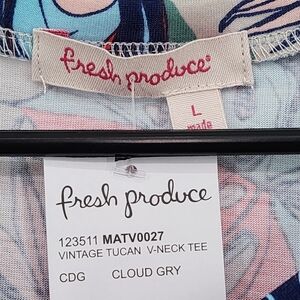 fresh produce
L
made
fresh produce
123511 MATV0027
VINTAGE TUCAN V-NECK TEE
CDG CLOUD GRY